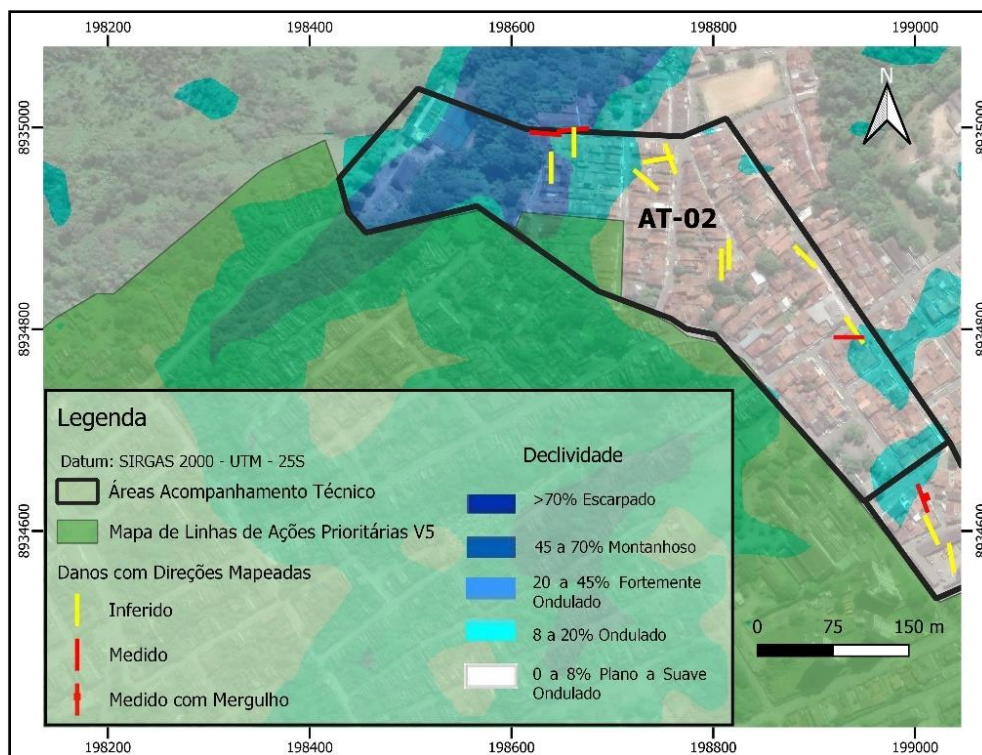 198200 198400 198600 198800 199000
N
8935000 8935000
AT-02
8934800 8934800
8934600 8934600
Legenda
Datum: SIRGAS 2000 - UTM - 25S
Áreas Acompanhamento Técnico
Mapa de Linhas de Ações Prioritárias V5
Danos com Direções Mapeadas
Inferido
Medido
Medido com Mergulho
Declividade
>70% Escarpado
45 a 70% Montanhoso
20 a 45% Fortemente
Ondulado
8 a 20% Ondulado
0 a 8% Plano a Suave
Ondulado
0 75 150 m
198200 198400 198600 198800 199000